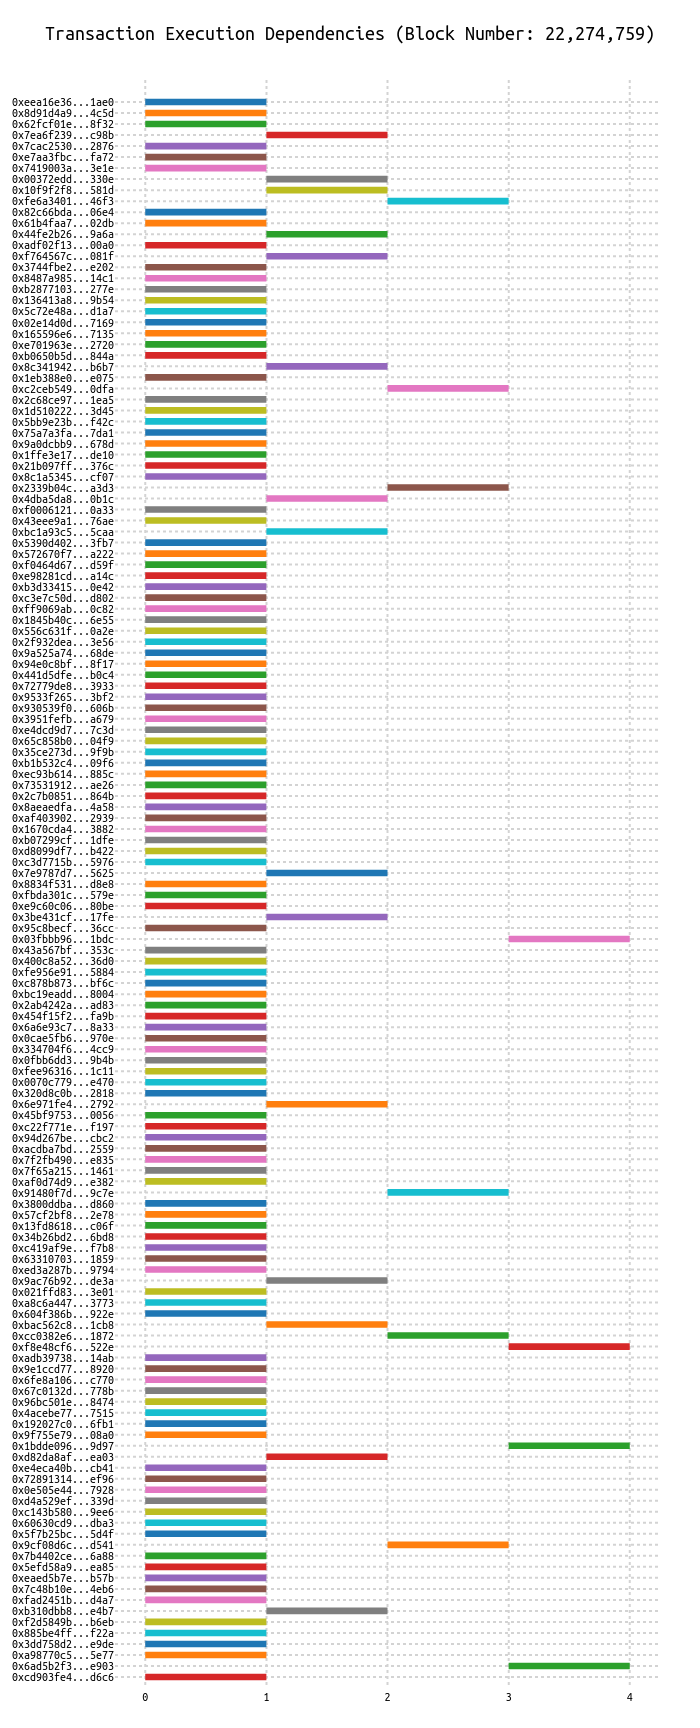 Transaction Execution Dependencies (Block Number: 22,274,759)
0xeea16e36...1ae0
0x8d91d4a9...4c5d
0x62fcf01e...8f32
0x7ea6f239...c98b
0x7cac2530...2876
0xe7aa3fbc...fa72
0x7419003a...3e1e
0x00372edd...330e
0x10f9f2f8...581d
0xfe6a3401...46f3
0x82c66bda...06e4
0x61b4faa7...02db
0x44fe2b26...9a6a
0xadf02f13...00a0
0xf764567c...081f
0x3744fbe2...e202
0x8487a985...14c1
0xb2877103...277e
0x136413a8...9b54
0x5c72e48a...d1a7
0x02e14d0d...7169
0x165596e6...7135
0xe701963e...2720
0xb0650b5d...844a
0x8c341942...b6b7
0x1eb388e0...e075
0xc2ceb549...0dfa
0x2c68ce97...1ea5
0x1d510222...3d45
0x5bb9e23b...f42c
0x75a7a3fa...7da1
0x9a0dcbb9...678d
0x1ffe3e17...de10
0x21b097ff...376c
0x8c1a5345...cf07
0x2339b04c...a3d3
0x4dba5da8...0b1c
0xf0006121...0a33
0x43eee9a1...76ae
0xbc1a93c5...5caa
0x5390d402...3fb7
0x572670f7...a222
0xf0464d67...d59f
0xe98281cd...a14c
0xb3d33415...0e42
0xc3e7c50d...d802
0xff9069ab...0c82
0x1845b40c...6e55
0x556c631f...0a2e
0x2f932dea...3e56
0x9a525a74...68de
0x94e0c8bf...8f17
0x441d5dfe...b0c4
0x72779de8...3933
0x9533f265...3bf2
0x930539f0...606b
0x3951fefb...a679
0xe4dcd9d7...7c3d
0x65c858b0...04f9
0x35ce273d...9f9b
0xb1b532c4...09f6
0xec93b614...885c
0x73531912...ae26
0x2c7b0851...864b
0x8aeaedfa...4a58
0xaf403902...2939
0x1670cda4...3882
0xb07299cf...1dfe
0xd8099df7...b422
0xc3d7715b...5976
0x7e9787d7...5625
0x8834f531...d8e8
0xfbda301c...579e
0xe9c60c06...80be
0x3be431cf...17fe
0x95c8becf...36cc
0x03fbbb96...1bdc
0x43a567bf...353c
0x400c8a52...36d0
0xfe956e91...5884
0xc878b873...bf6c
0xbc19eadd...8004
0x2ab4242a...ad83
0x454f15f2...fa9b
0x6a6e93c7...8a33
0x0cae5fb6...970e
0x334704f6...4cc9
0x0fbb6dd3...9b4b
0xfee96316...1c11
0x0070c779...e470
0x320d8c0b...2818
0x6e971fe4...2792
0x45bf9753...0056
0xc22f771e...f197
0x94d267be...cbc2
0xacdba7bd...2559
0x7f2fb490...e835
0x7f65a215...1461
0xaf0d74d9...e382
0x91480f7d...9c7e
0x3800ddba...d860
0x57cf2bf8...2e78
0x13fd8618...c06f
0x34b26bd2...6bd8
0xc419af9e...f7b8
0x63310703...1859
0xed3a287b...9794
0x9ac76b92...de3a
0x021ffd83...3e01
0xa8c6a447...3773
0x604f386b...922e
0xbac562c8...1cb8
0xcc0382e6...1872
0xf8e48cf6...522e
0xadb39738...14ab
0x9e1ccd77...8920
0x6fe8a106...c770
0x67c0132d...778b
0x96bc501e...8474
0x4acebe77...7515
0x192027c0...6fb1
0x9f755e79...08a0
0x1bdde096...9d97
0xd82da8af...ea03
0xe4eca40b...cb41
0x72891314...ef96
0x0e505e44...7928
0xd4a529ef...339d
0xc143b580...9ee6
0x60630cd9...dba3
0x5f7b25bc...5d4f
0x9cf08d6c...d541
0x7b4402ce...6a88
0x5efd58a9...ea85
0xeaed5b7e...b57b
0x7c48b10e...4eb6
0xfad2451b...d4a7
0xb310dbb8...e4b7
0xf2d5849b...b6eb
0x885be4ff...f22a
0x3dd758d2...e9de
0xa98770c5...5e77
0x6ad5b2f3...e903
0xcd903fe4...d6c6
0 1 2 3 4